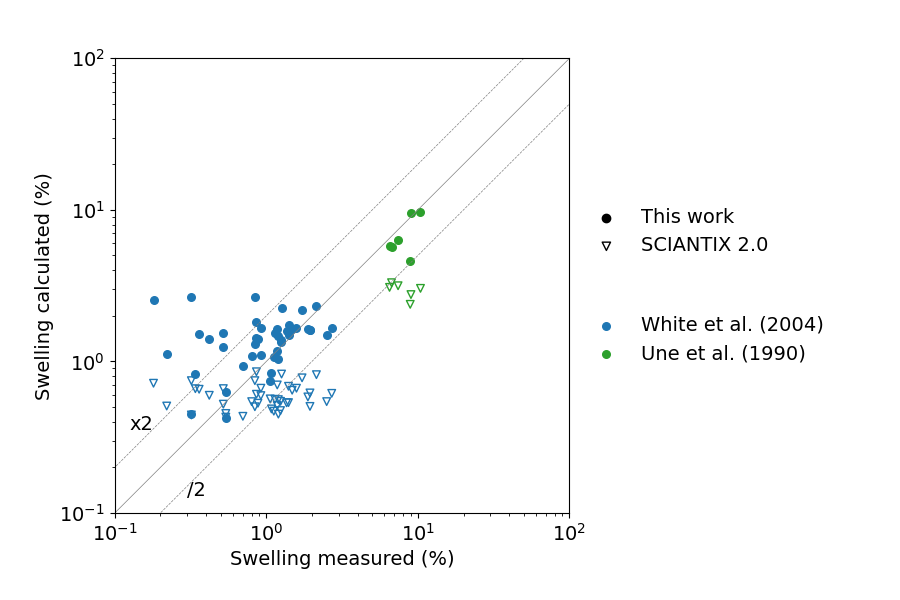 10²
10¹
10⁰
10⁻¹
Swelling calculated (%)
x2
/2
10⁻¹ 10⁰ 10¹ 10²
Swelling measured (%)
This work
SCIANTIX 2.0
White et al. (2004)
Une et al. (1990)